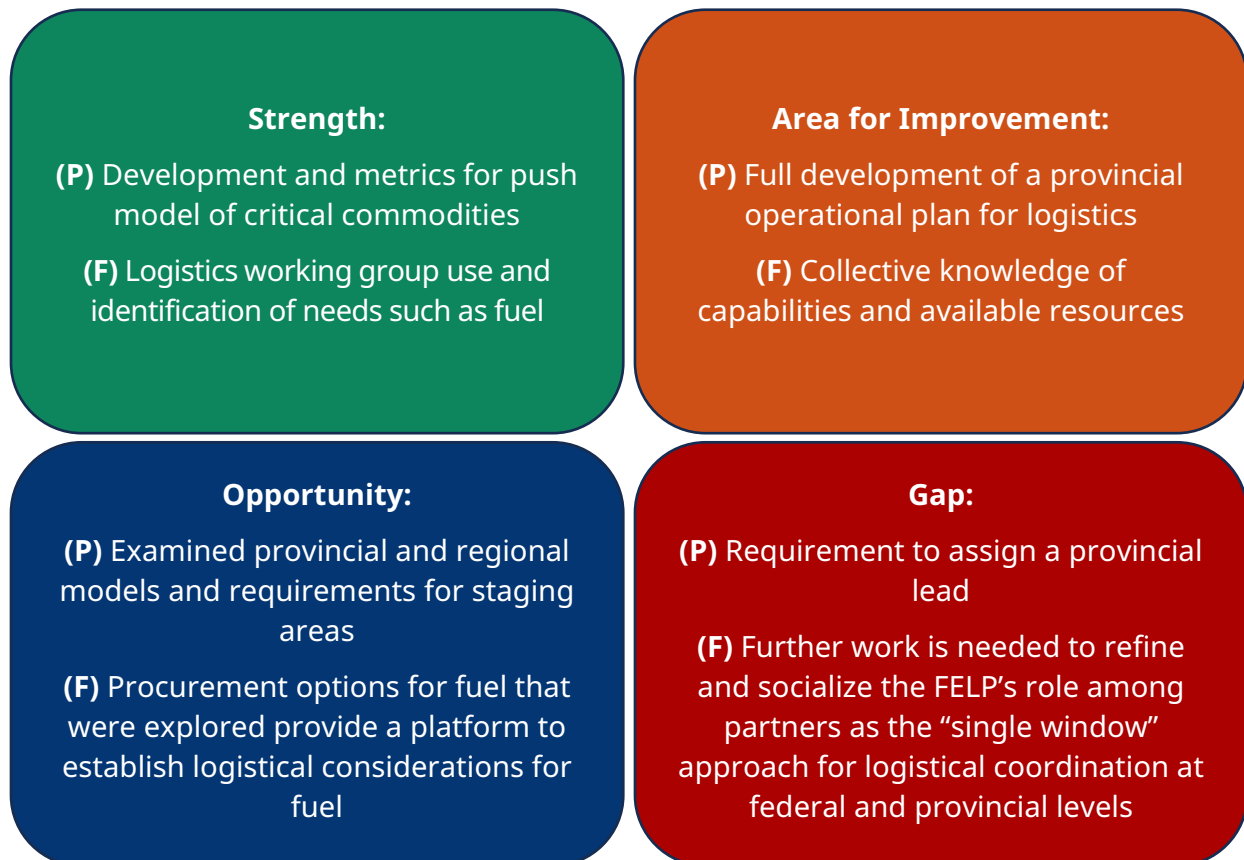 Strength:
(P) Development and metrics for push
model of critical commodities
(F) Logistics working group use and
identification of needs such as fuel
Area for Improvement:
(P) Full development of a provincial
operational plan for logistics
(F) Collective knowledge of
capabilities and available resources
Opportunity:
(P) Examined provincial and regional
models and requirements for staging
areas
(F) Procurement options for fuel that
were explored provide a platform to
establish logistical considerations for
fuel
Gap:
(P) Requirement to assign a provincial
lead
(F) Further work is needed to refine
and socialize the FELP’s role among
partners as the “single window”
approach for logistical coordination at
federal and provincial levels